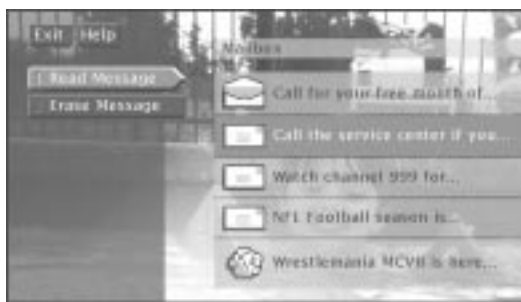 Exit Help
Mailbox
1 Read Message
Erase Message
Call for your free month of...
Call the service center if you...
Watch channel 999 for...
NFL Football season is...
Wrestlemania MCVII is here...